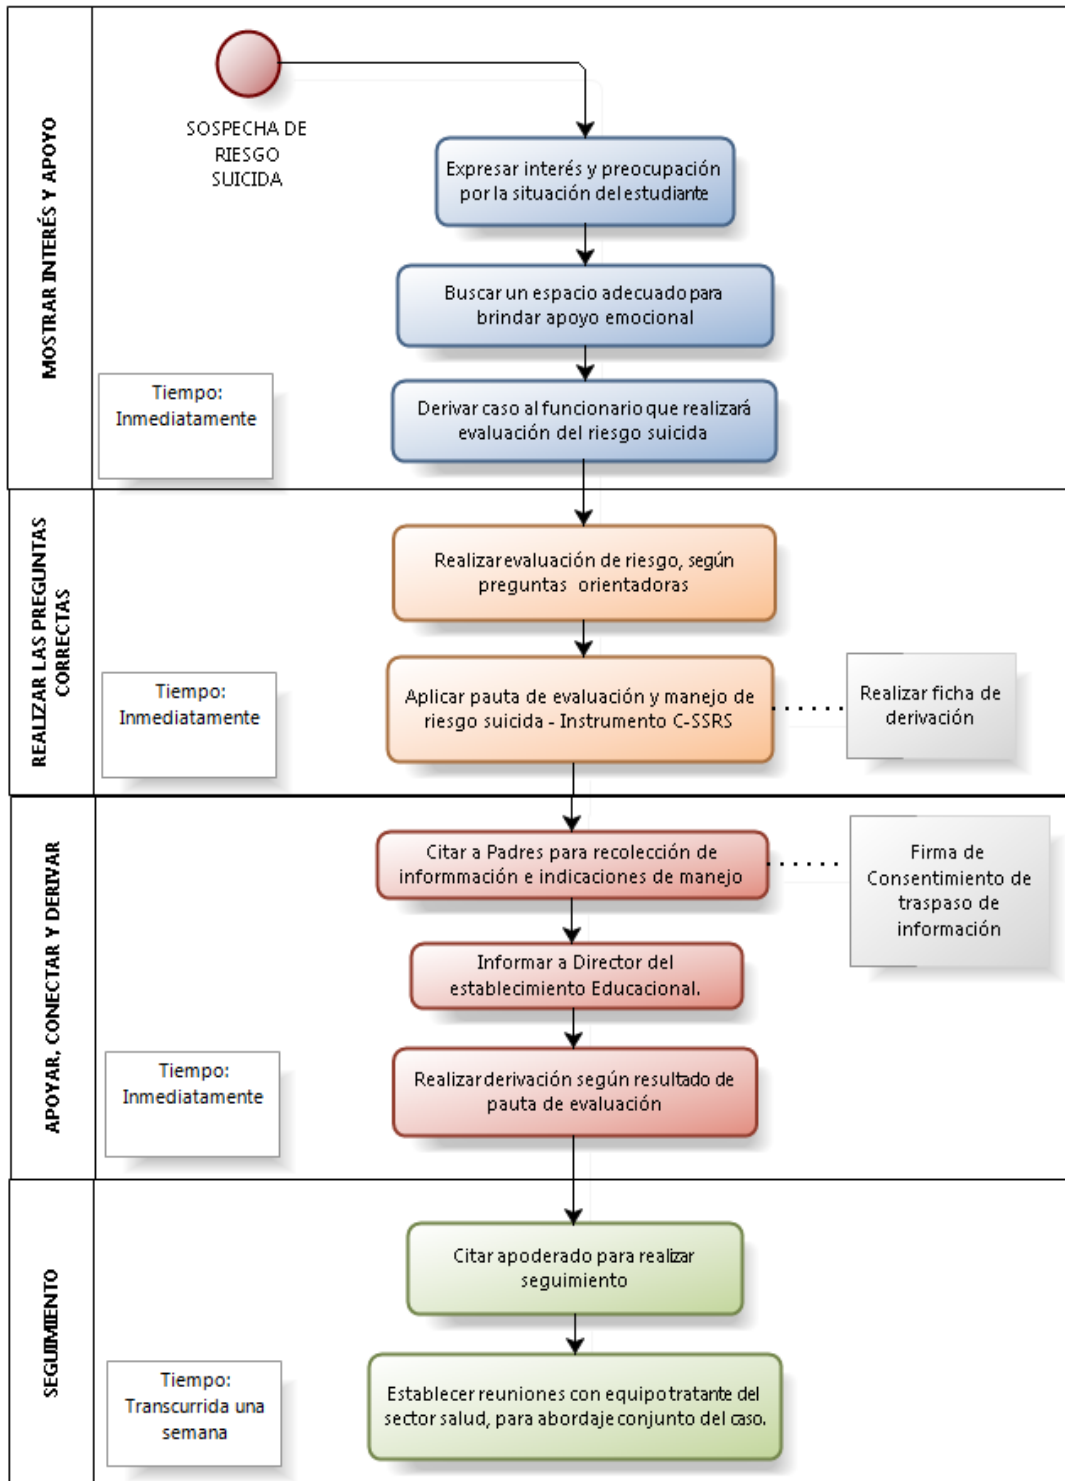 MOSTRAR INTERÉS Y APOYO
SOSPECHA DE
RIESGO
SUICIDA
Expresar interés y preocupación
por la situación del estudiante
Buscar un espacio adecuado para
brindar apoyo emocional
Tiempo:
Inmediatamente
Derivar caso al funcionario que realizará
evaluación del riesgo suicida
REALIZAR LAS PREGUNTAS
CORRECTAS
Realizar evaluación de riesgo, según
preguntas orientadoras
Tiempo:
Inmediatamente
Aplicar pauta de evaluación y manejo de
riesgo suicida - Instrumento C-SSRS
Realizar ficha de
derivación
APOYAR, CONECTAR Y DERIVAR
Citar a Padres para recolección de
informmación e indicaciones de manejo
Firma de
Consentimiento de
traspaso de
información
Informar a Director del
establecimiento Educacional.
Tiempo:
Inmediatamente
Realizar derivación según resultado de
pauta de evaluación
SEGUIMIENTO
Citar apoderado para realizar
seguimiento
Tiempo:
Transcurrida una
semana
Establecer reuniones con equipo tratante del
sector salud, para abordaje conjunto del caso.